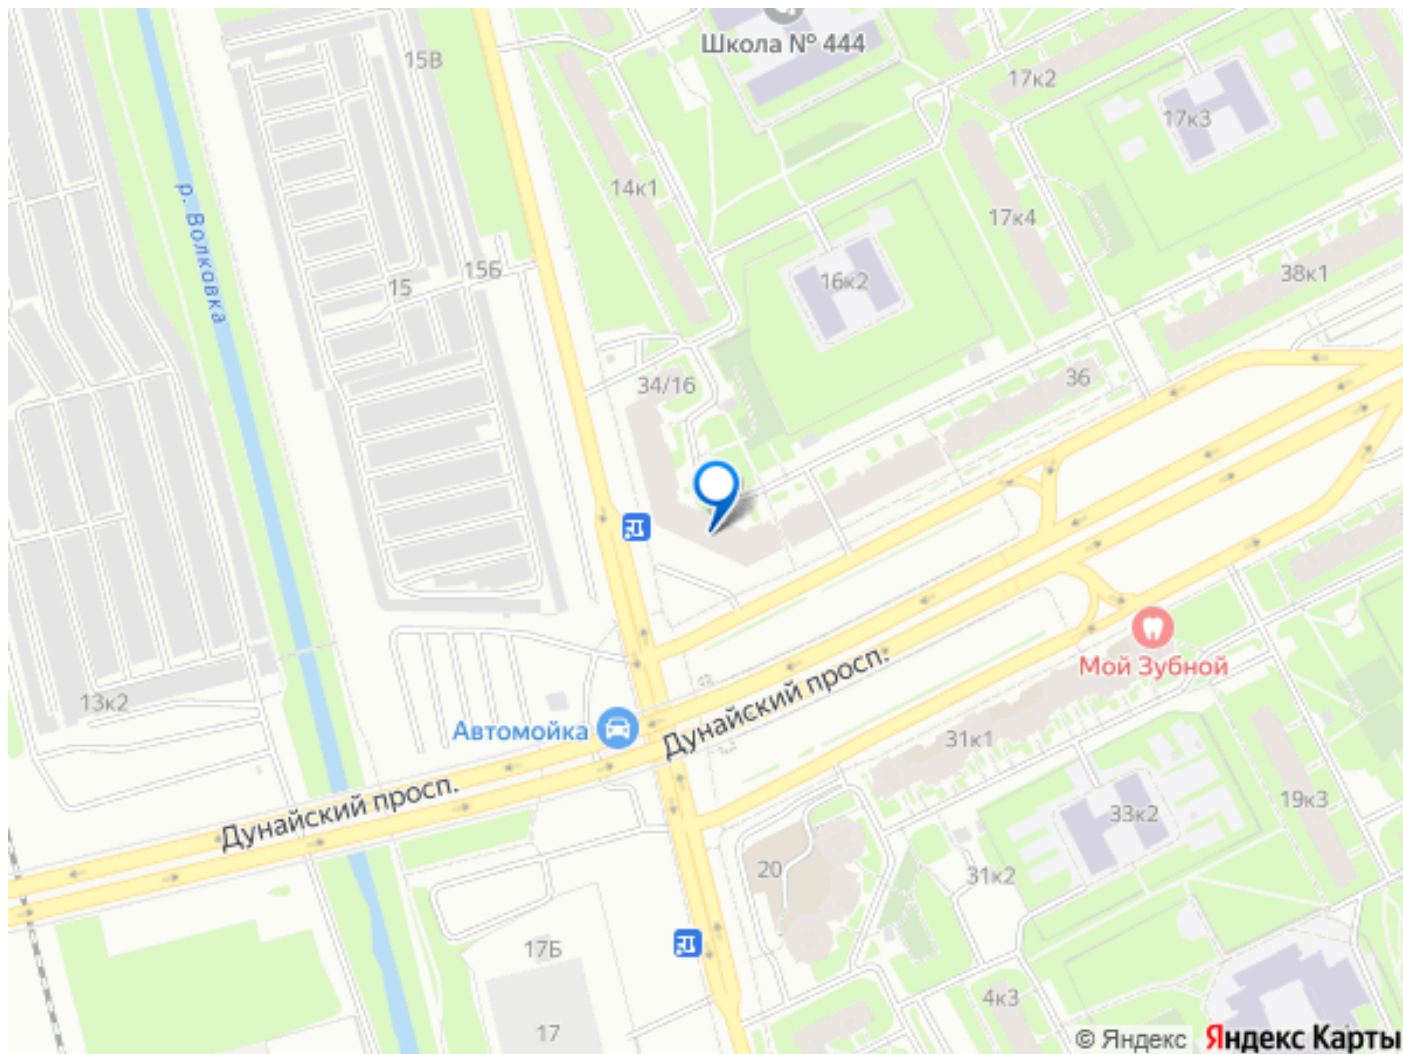 Школа № 444
15В
17к2
17к3
14к1
17к4
р. Волковка
15Б
15
16к2
38к1
34/16
36
Мой Зубной
13к2
Автомойка
Дунайский просп.
31к1
Дунайский просп.
33к2
19к3
20
31к2
17Б
4к3
17
© Яндекс Яндекс Карты